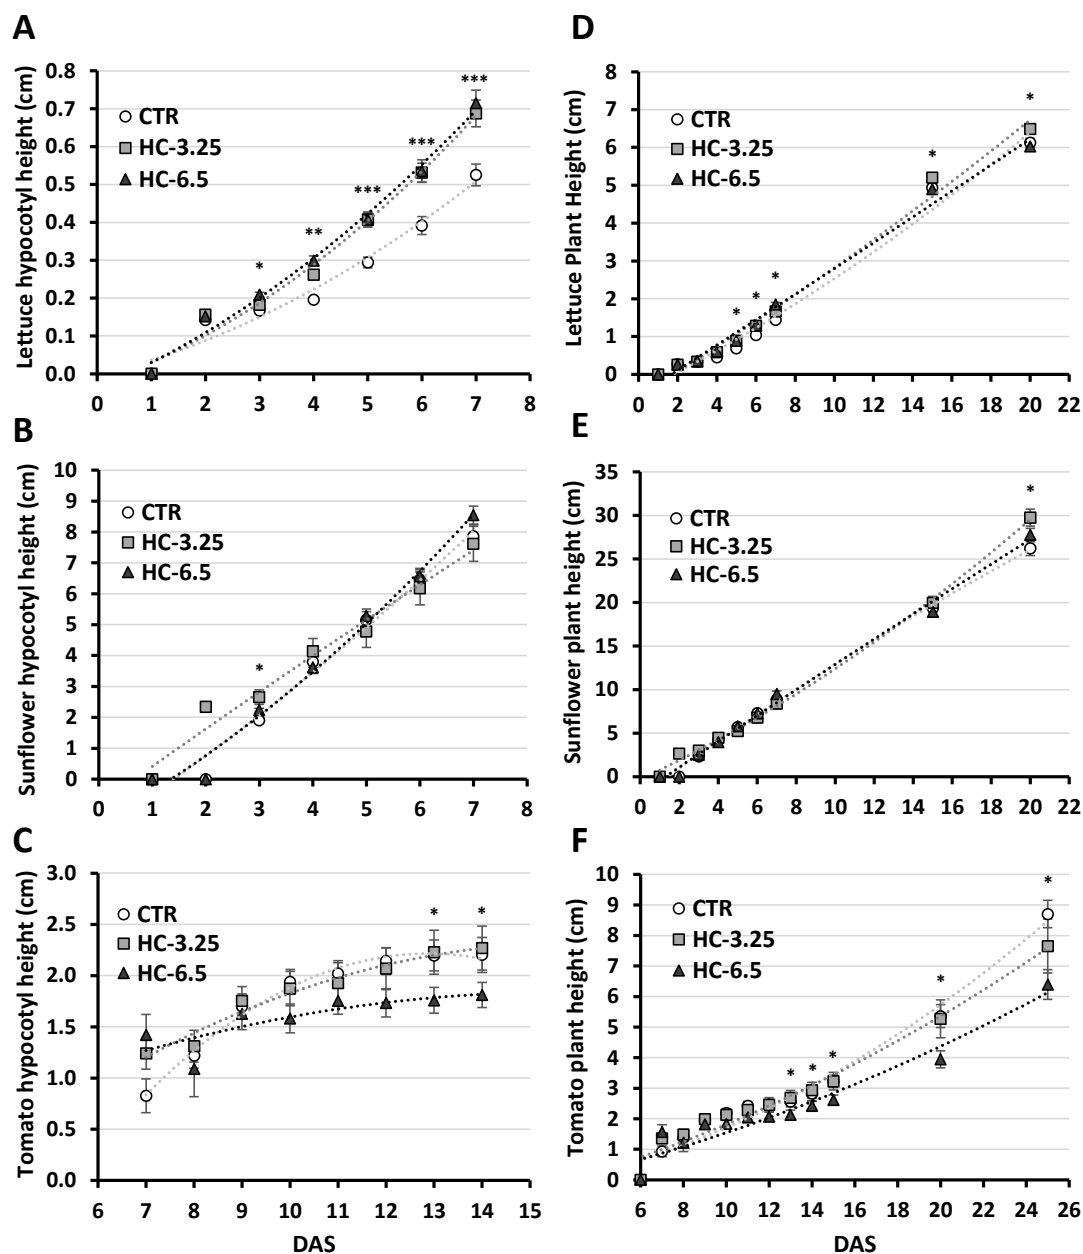 A
Lettuce hypocotyl height (cm)
0.8
0.7
0.6
0.5
0.4
0.3
0.2
0.1
0.0
CTR
HC-3.25
HC-6.5
* ** *** *** ***
0 1 2 3 4 5 6 7 8
D
Lettuce Plant Height (cm)
8
7
6
5
4
3
2
1
0
CTR
HC-3.25
HC-6.5
* * * * *
0 2 4 6 8 10 12 14 16 18 20 22
B
Sunflower hypocotyl height (cm)
10
9
8
7
6
5
4
3
2
1
0
CTR
HC-3.25
HC-6.5
*
0 1 2 3 4 5 6 7 8
E
Sunflower plant height (cm)
35
30
25
20
15
10
5
0
CTR
HC-3.25
HC-6.5
*
0 2 4 6 8 10 12 14 16 18 20 22
C
Tomato hypocotyl height (cm)
3.0
2.5
2.0
1.5
1.0
0.5
0.0
CTR
HC-3.25
HC-6.5
* *
6 7 8 9 10 11 12 13 14 15
DAS
F
Tomato plant height (cm)
10
9
8
7
6
5
4
3
2
1
0
CTR
HC-3.25
HC-6.5
* * * * *
6 8 10 12 14 16 18 20 22 24 26
DAS